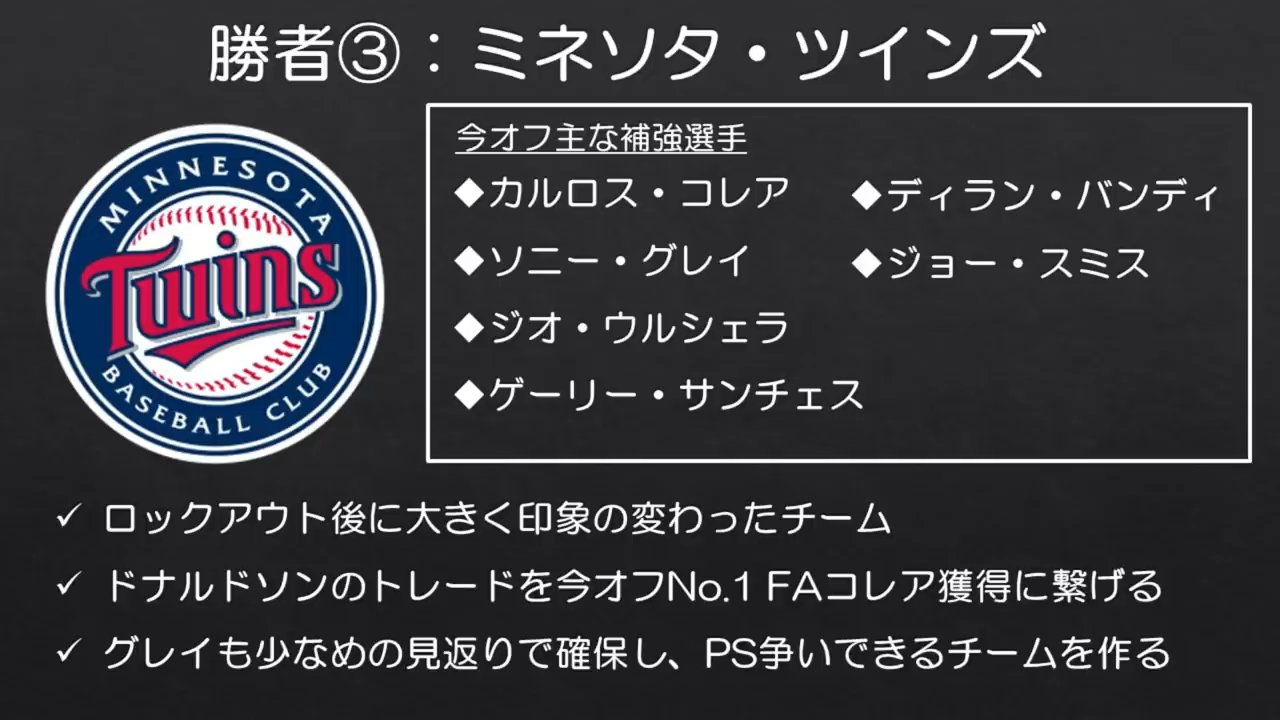 勝者③：ミネソタ・ツインズ
MINNESOTA
Twins
BASEBALL CLUB
今オフ主な補強選手
◆カルロス・コレア
◆ソニー・グレイ
◆ジオ・ウルシェラ
◆ゲーリー・サンチェス
◆ディラン・バンディ
◆ジョー・スミス
✓ ロックアウト後に大きく印象の変わったチーム
✓ ドナルドソンのトレードを今オフNo.1 FAコレア獲得に繋げる
✓ グレイも少なめの見返りで確保し、PS争いできるチームを作る